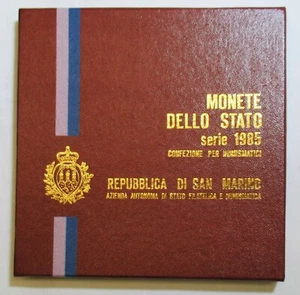 MONETE
DELLO STATO
serie 1985
CONFEZIONE PER NUMISMATICI
REPUBBLICA DI SAN MARINO
AZIENDA AUTONOMA DI STATO FILATELICA E NUMISMATICA